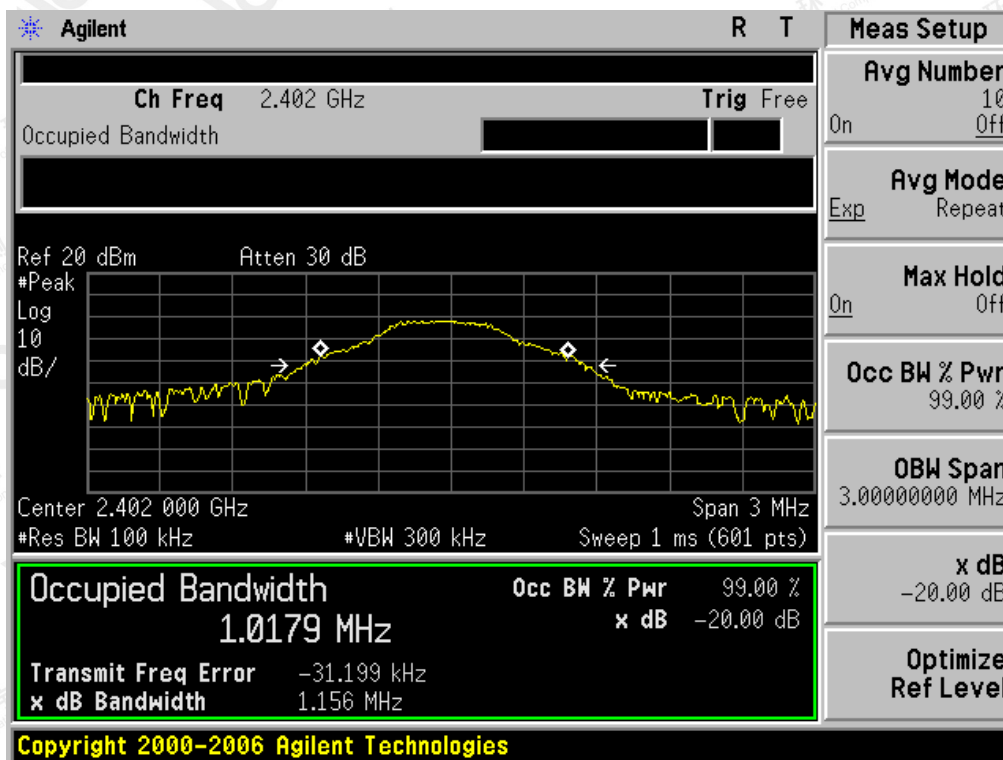 Agilent R T
Ch Freq 2.402 GHz Trig Free
Occupied Bandwidth
Ref 20 dBm Atten 30 dB
#Peak
Log
10
dB/
Center 2.402 000 GHz Span 3 MHz
#Res BW 100 kHz #VBW 300 kHz Sweep 1 ms (601 pts)
Occupied Bandwidth
1.0179 MHz
Occ BW % Pwr 99.00 %
x dB -20.00 dB
Transmit Freq Error -31.199 kHz
x dB Bandwidth 1.156 MHz
Copyright 2000-2006 Agilent Technologies
Meas Setup
Avg Number
10
On Off
Avg Mode
Exp Repeat
Max Hold
On Off
Occ BW % Pwr
99.00 %
OBW Span
3.00000000 MHz
x dB
-20.00 dB
Optimize
Ref Level